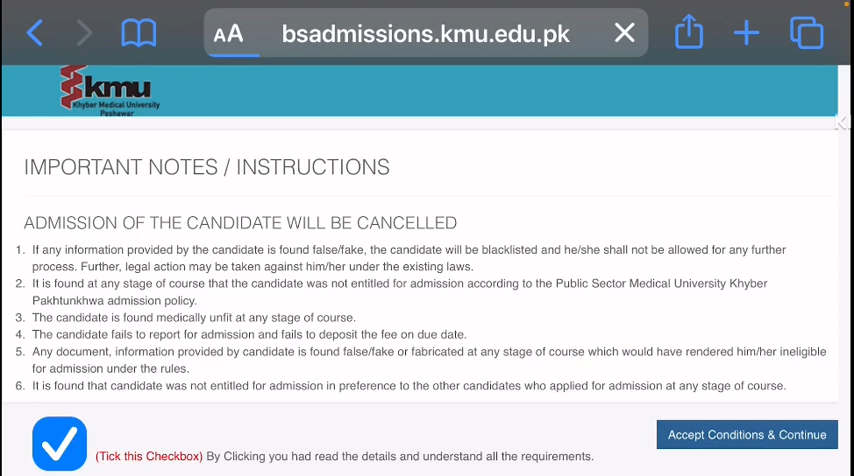 AA bsadmissions.kmu.edu.pk
kmu
Khyber Medical University
Peshawar
IMPORTANT NOTES / INSTRUCTIONS
ADMISSION OF THE CANDIDATE WILL BE CANCELLED
1. If any information provided by the candidate is found false/fake, the candidate will be blacklisted and he/she shall not be allowed for any further
process. Further, legal action may be taken against him/her under the existing laws.
2. It is found at any stage of course that the candidate was not entitled for admission according to the Public Sector Medical University Khyber
Pakhtunkhwa admission policy.
3. The candidate is found medically unfit at any stage of course.
4. The candidate fails to report for admission and fails to deposit the fee on due date.
5. Any document, information provided by candidate is found false/fake or fabricated at any stage of course which would have rendered him/her ineligible
for admission under the rules.
6. It is found that candidate was not entitled for admission in preference to the other candidates who applied for admission at any stage of course.
Accept Conditions & Continue
(Tick this Checkbox) By Clicking you had read the details and understand all the requirements.